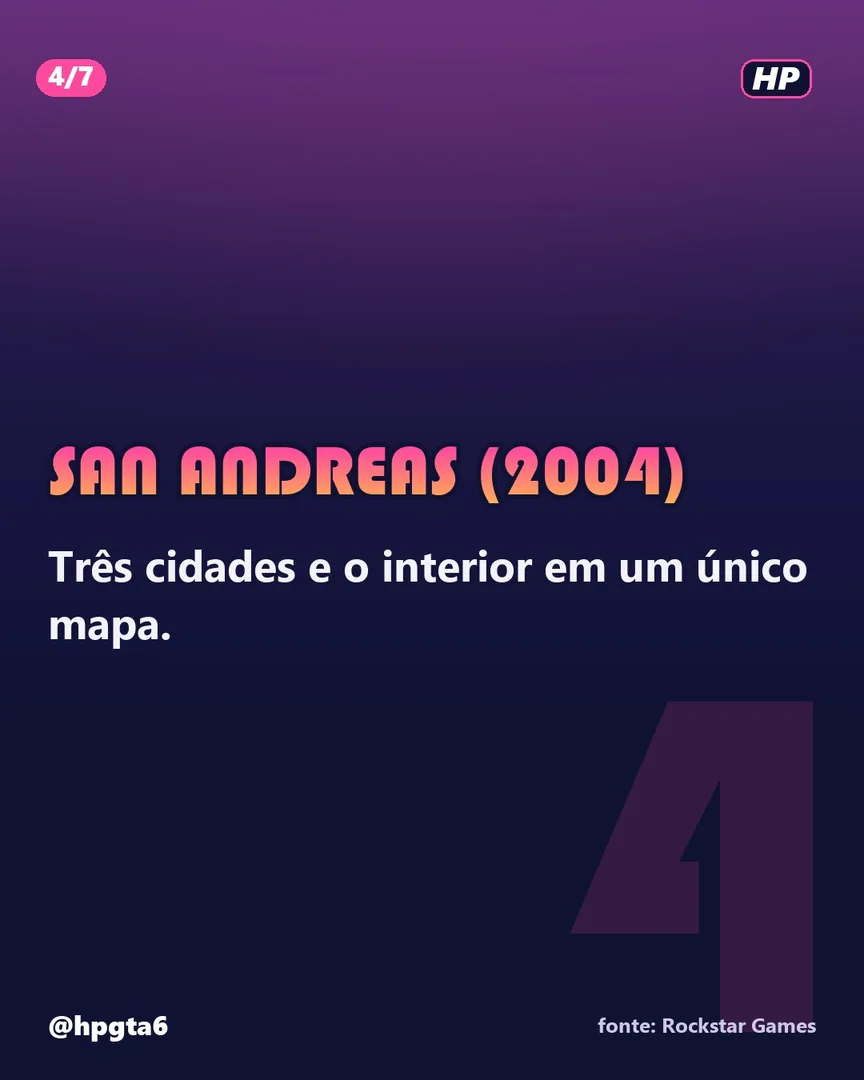 4/7
HP
SAN ANDREAS (2004)
Três cidades e o interior em um único
mapa.
4
@hpgta6
fonte: Rockstar Games